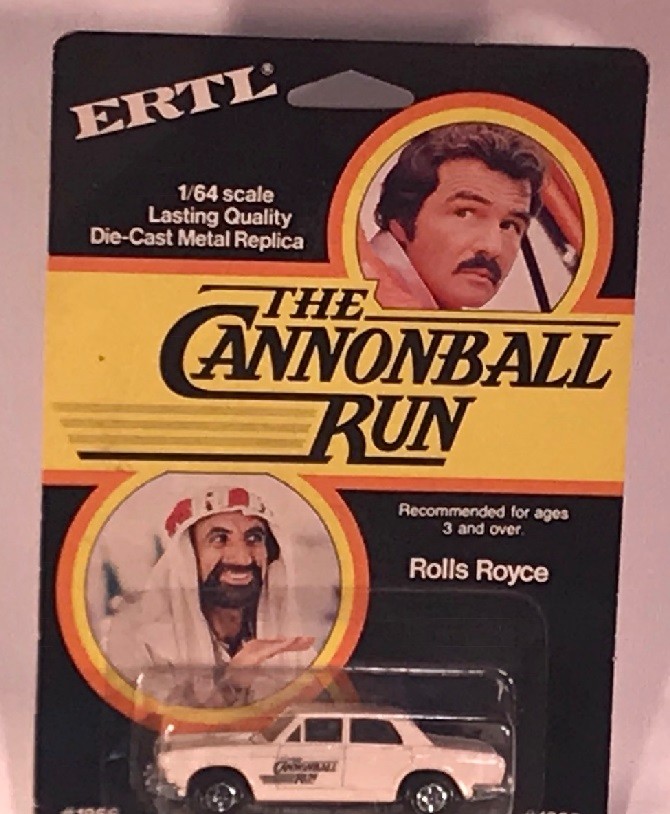 ERTL®
1/64 scale
Lasting Quality
Die-Cast Metal Replica
THE
CANNONBALL
RUN
Recommended for ages
3 and over.
Rolls Royce
THE
CANNONBALL
RUN